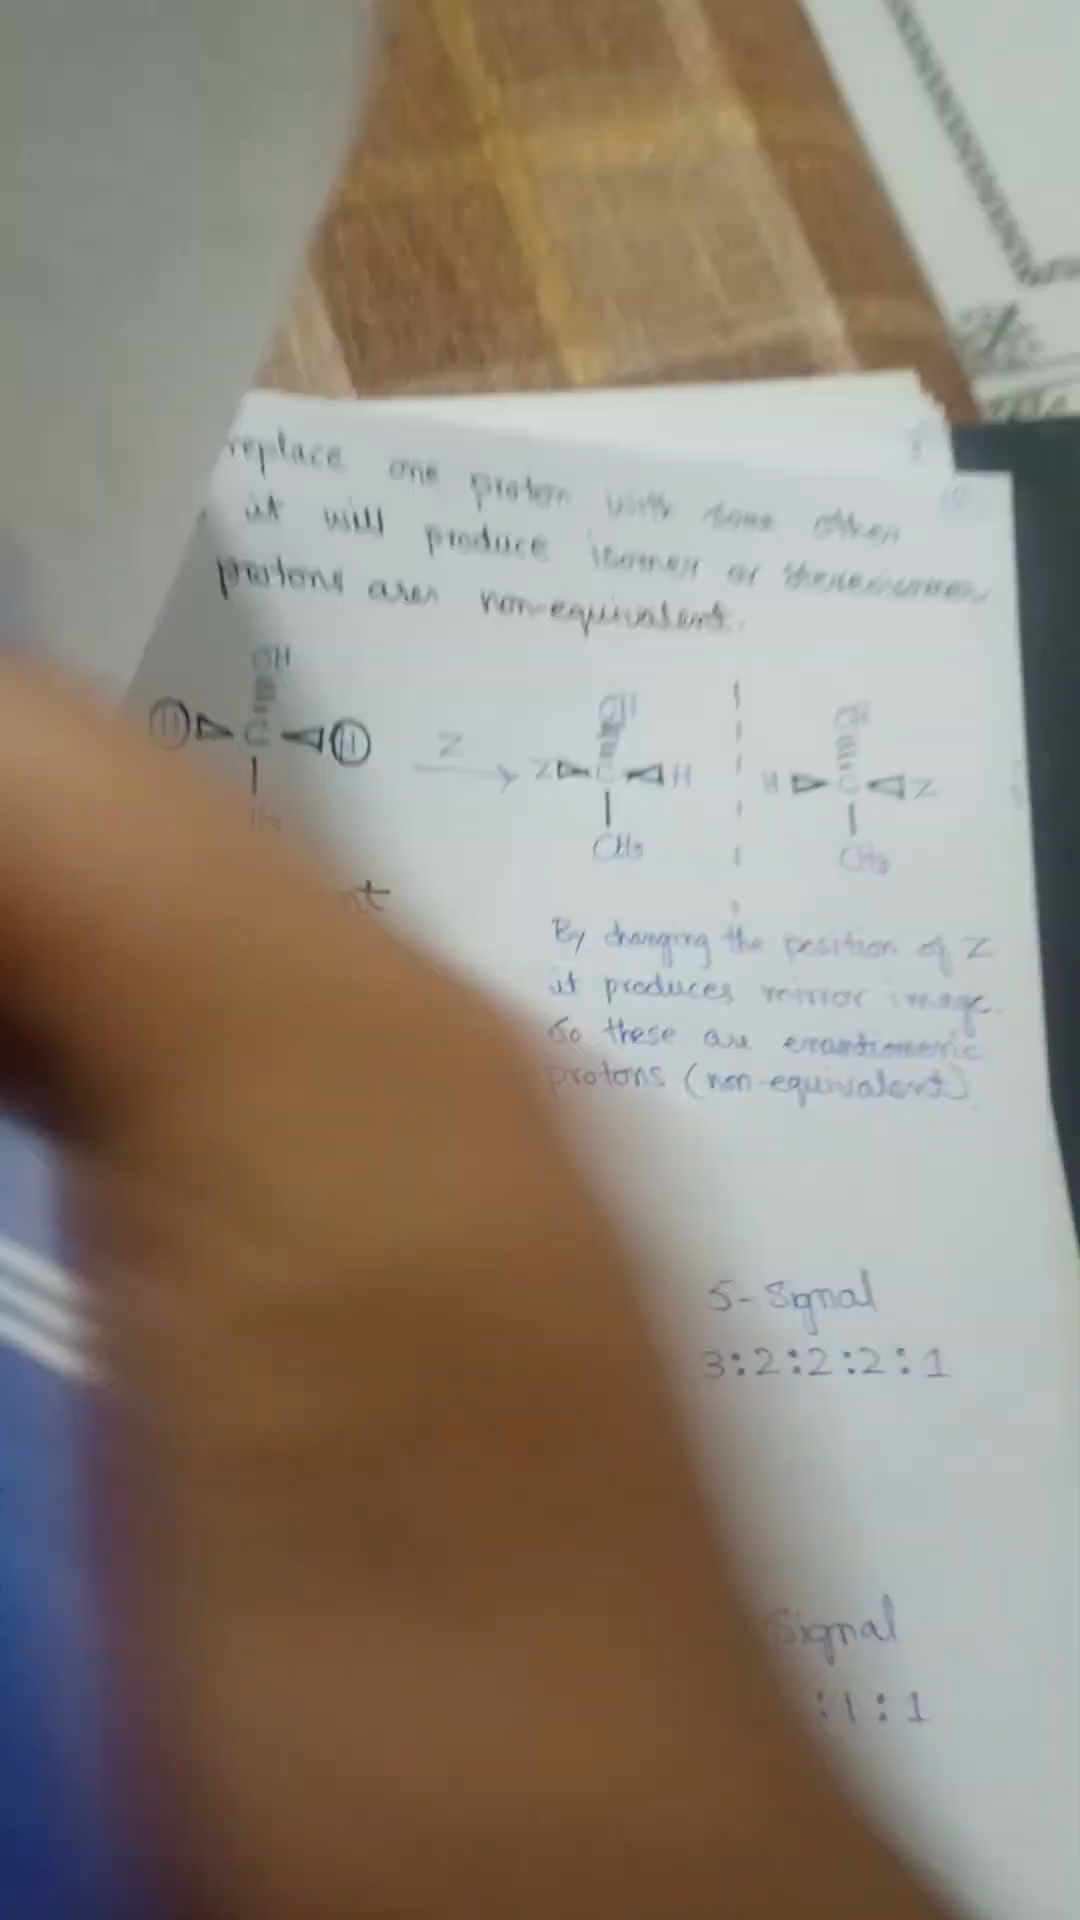 replace one proton with some other
it will produce isomer or
protons are non-equivalent.
OH OH OH
H C H Z Z C H H C Z
CH3 CH3
By changing the position of Z
it produces mirror image.
So these are enantiomeric
protons (non-equivalent)
5-Signal
3:2:2:2:1
Signal
:1:1